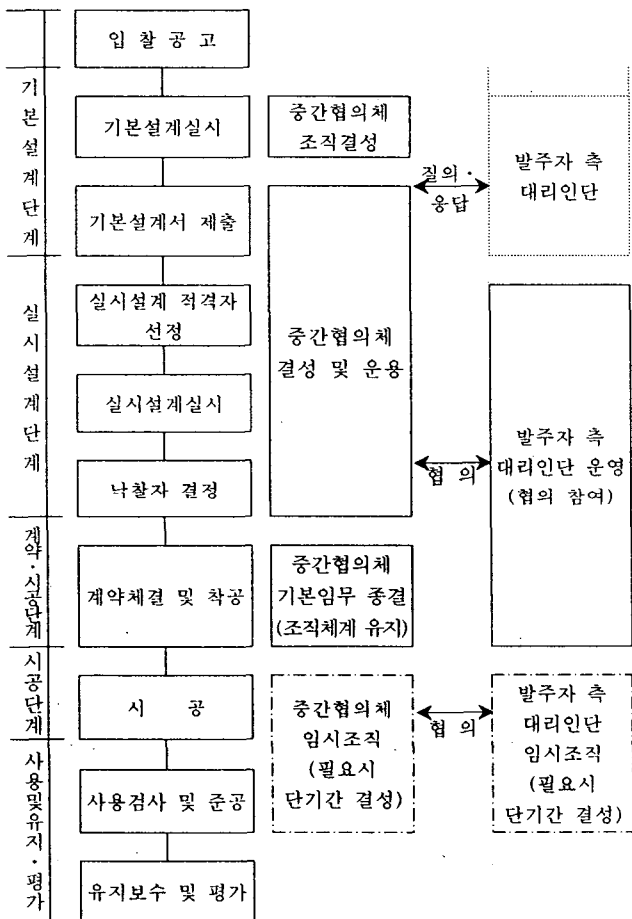 입 찰 공 고
기본설계단계
기본설계실시
중간협의체
조직결성
발주자 측
대리인단
질의·
응답
기본설계서 제출
실시설계단계
실시설계 적격자
선정
중간협의체
결성 및 운용
실시설계실시
발주자 측
대리인단 운영
(협의 참여)
협 의
낙찰자 결정
계약·시공단계
계약체결 및 착공
중간협의체
기본임무 종결
(조직체계 유지)
시공단계
시 공
중간협의체
임시조직
(필요시
단기간 결성)
협 의
발주자 측
대리인단
임시조직
(필요시
단기간 결성)
사용및유지·평가
사용검사 및 준공
유지보수 및 평가